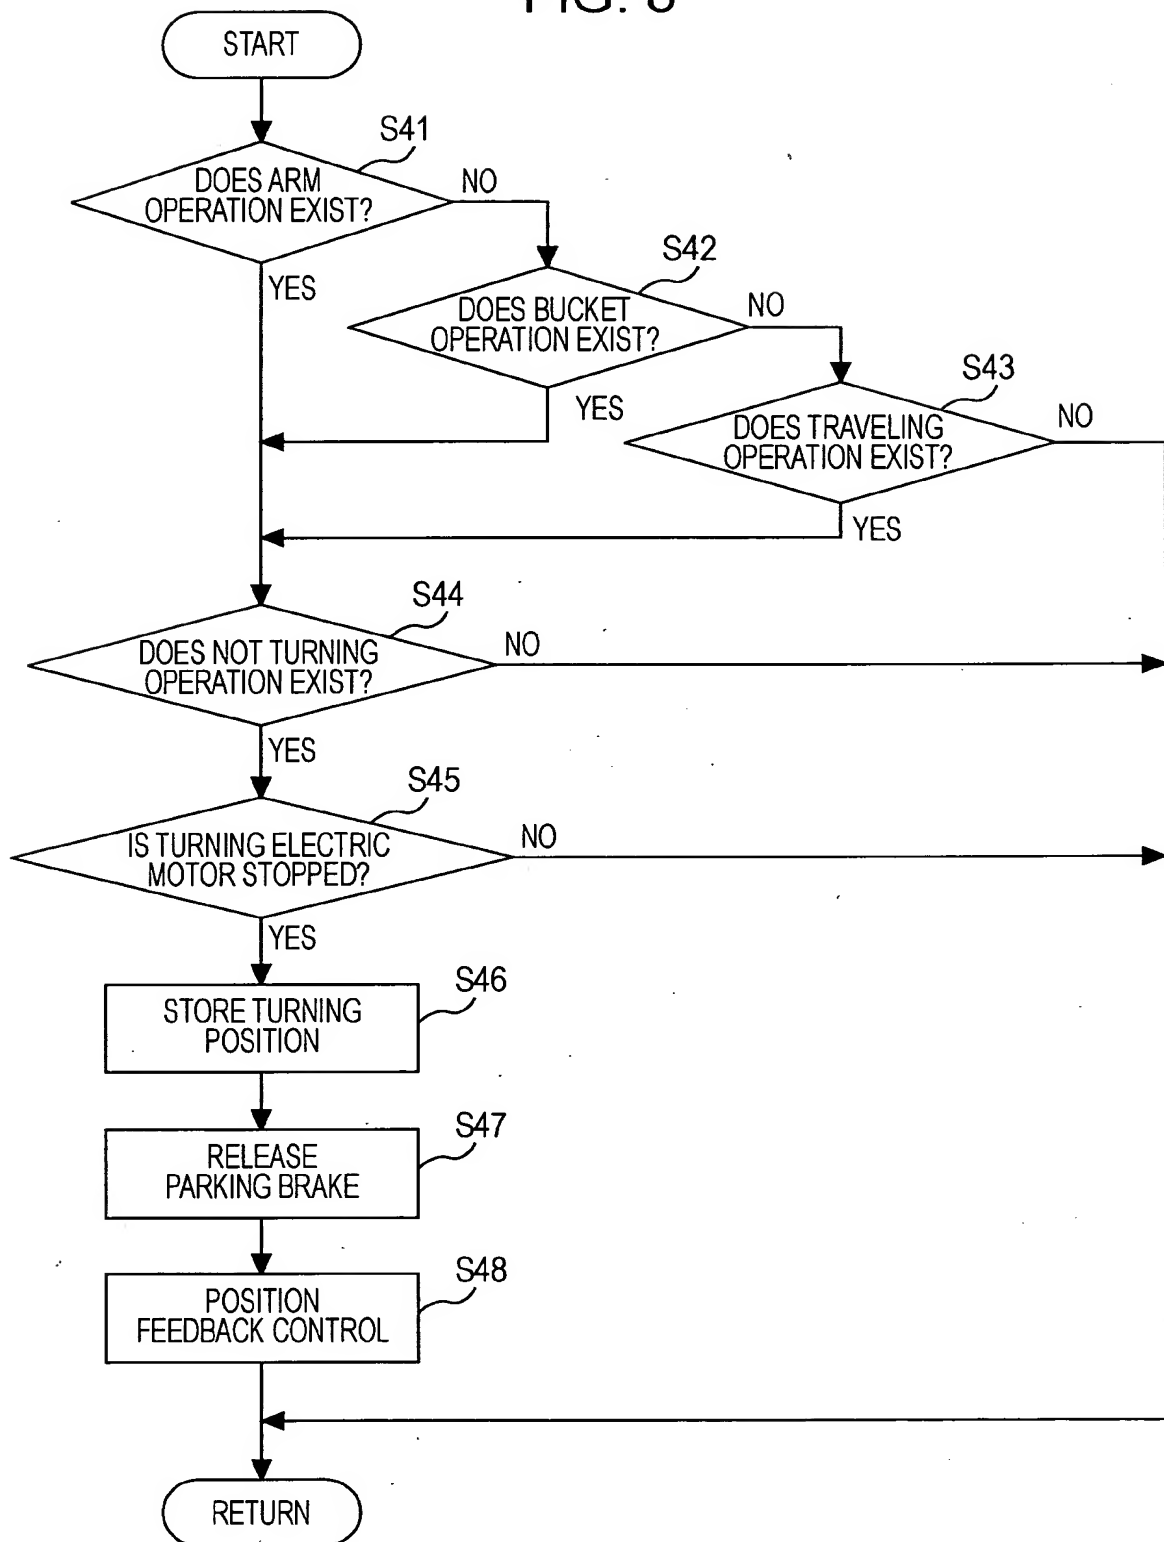 START
S41
DOES ARM
OPERATION EXIST?
NO
YES
S42
DOES BUCKET
OPERATION EXIST?
NO
YES
S43
DOES TRAVELING
OPERATION EXIST?
NO
YES
S44
DOES NOT TURNING
OPERATION EXIST?
NO
YES
S45
IS TURNING ELECTRIC
MOTOR STOPPED?
NO
YES
S46
STORE TURNING
POSITION
S47
RELEASE
PARKING BRAKE
S48
POSITION
FEEDBACK CONTROL
RETURN